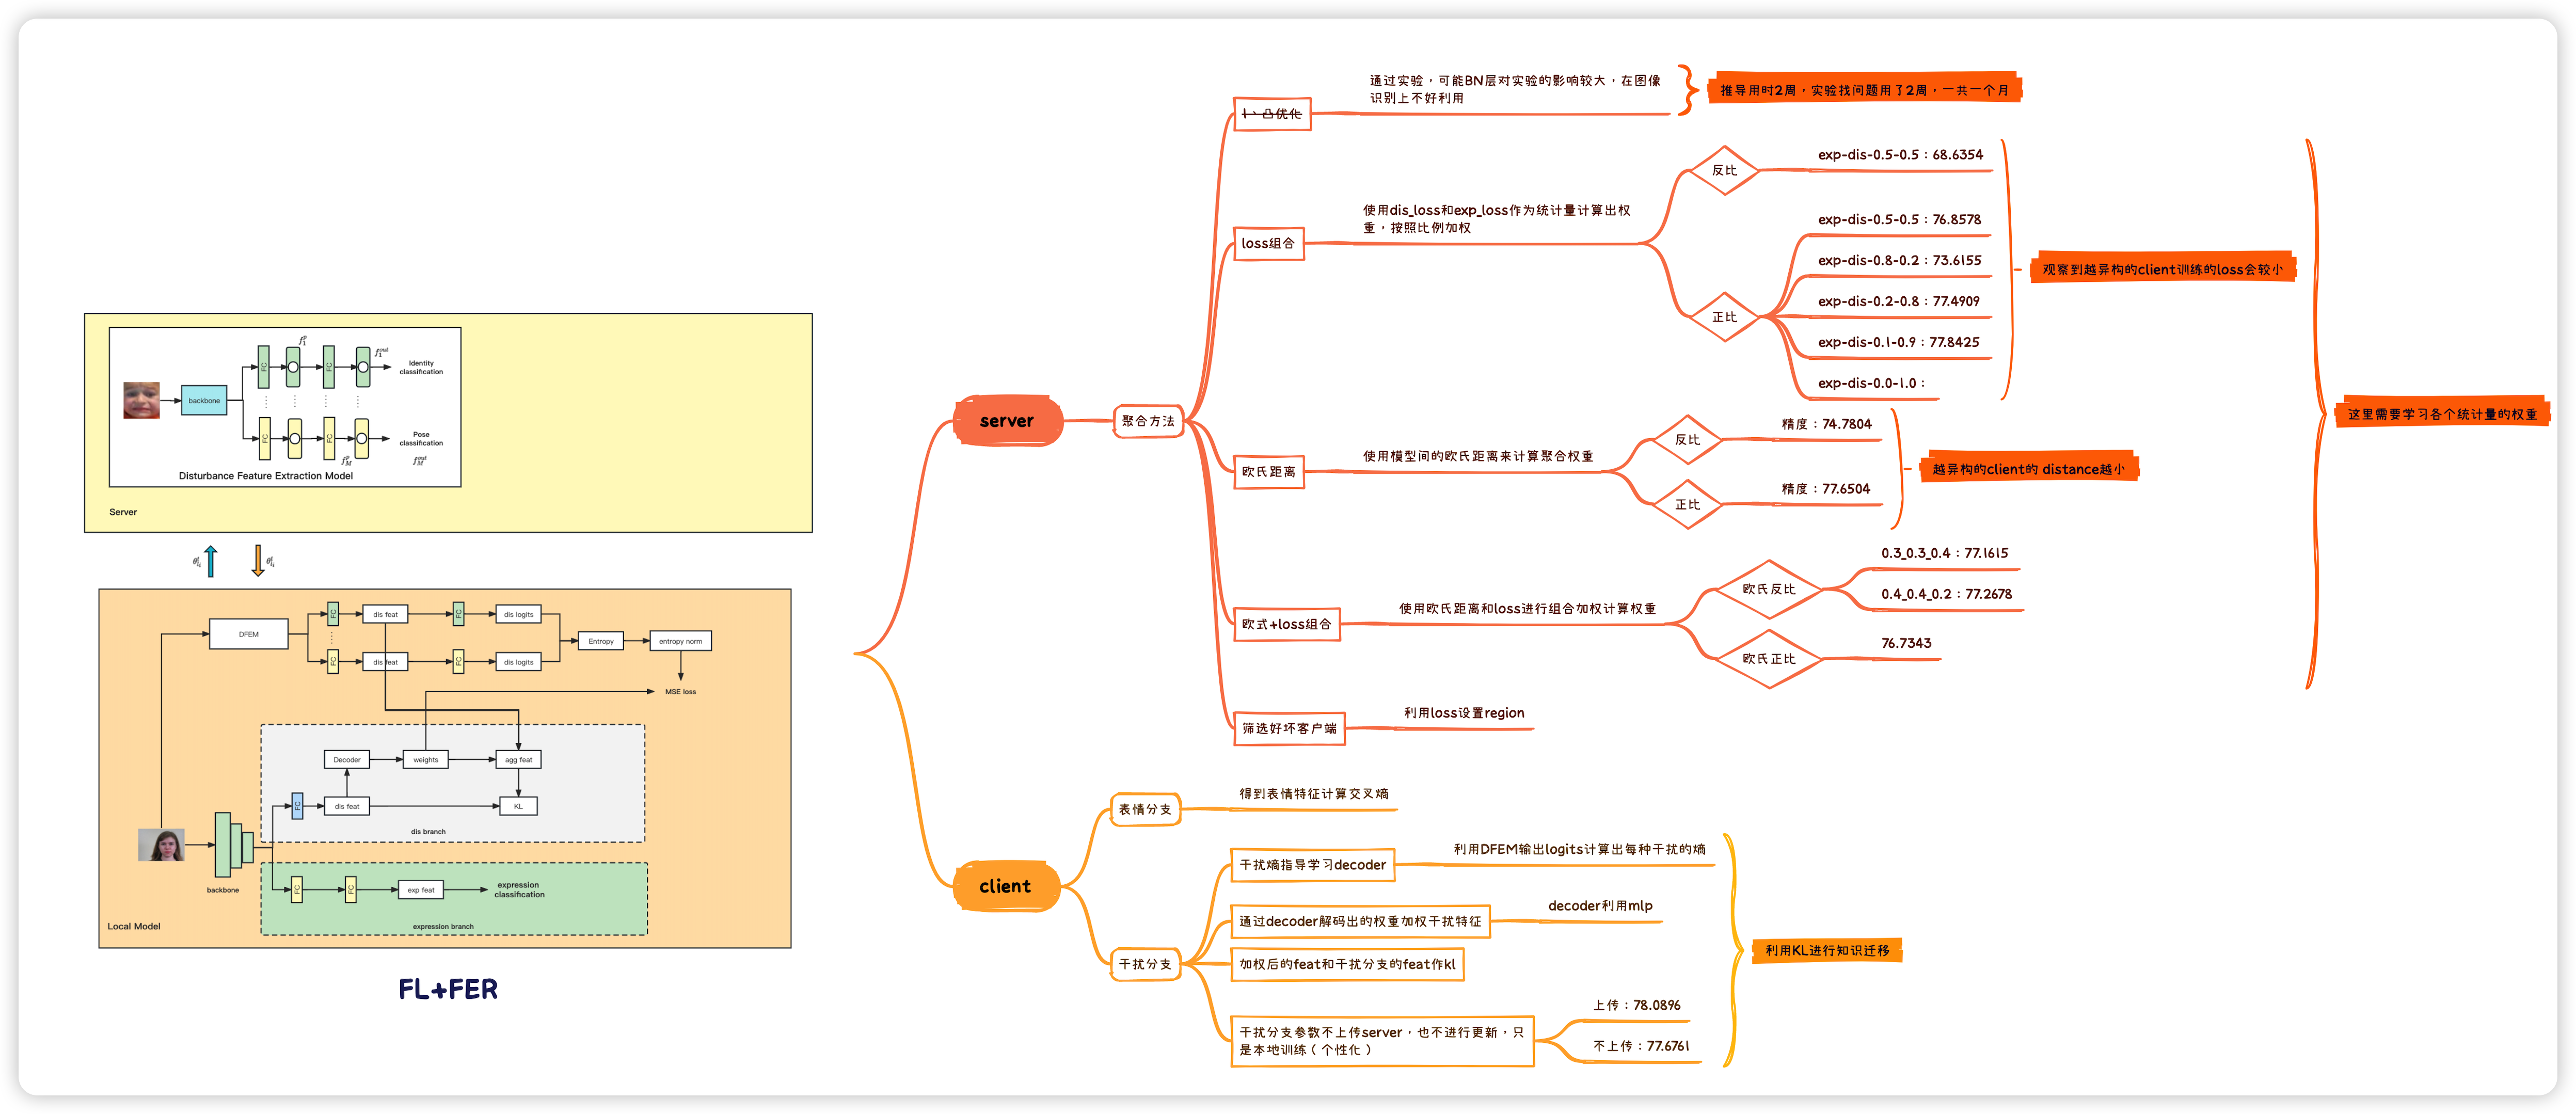 FC
f₁ᵖ
FC
f₁ᵒᵘᵗ
Identity
classification
backbone
FC
FC
Pose
classification
f_Mᵖ
f_Mᵒᵘᵗ
Disturbance Feature Extraction Model
Server
DFEM
FC
dis feat
FC
dis logits
FC
dis feat
FC
dis logits
Entropy
entropy norm
MSE loss
Decoder
weights
agg feat
FC
dis feat
KL
dis branch
backbone
FC
FC
exp feat
expression
classification
expression branch
Local Model
FL+FER
server
聚合方法
1、凸优化
通过实验，可能BN层对实验的影响较大，在图像
识别上不好利用
推导用时2周，实验找问题用了2周，一共一个月
loss组合
使用dis_loss和exp_loss作为统计量计算出权
重，按照比例加权
反比
exp-dis-0.5-0.5：68.6354
正比
exp-dis-0.5-0.5：76.8578
exp-dis-0.8-0.2：73.6155
exp-dis-0.2-0.8：77.4909
exp-dis-0.1-0.9：77.8425
exp-dis-0.0-1.0：
观察到越异构的client训练的loss会较小
欧氏距离
使用模型间的欧氏距离来计算聚合权重
反比
精度：74.7804
正比
精度：77.6504
越异构的client的 distance越小
欧式+loss组合
使用欧氏距离和loss进行组合加权计算权重
欧氏反比
0.3_0.3_0.4：77.1615
0.4_0.4_0.2：77.2678
欧氏正比
76.7343
筛选好坏客户端
利用loss设置region
这里需要学习各个统计量的权重
client
表情分支
得到表情特征计算交叉熵
干扰分支
干扰熵指导学习decoder
利用DFEM输出logits计算出每种干扰的熵
通过decoder解码出的权重加权干扰特征
decoder利用mlp
加权后的feat和干扰分支的feat作kl
干扰分支参数不上传server，也不进行更新，只
是本地训练（个性化）
上传：78.0896
不上传：77.6761
利用KL进行知识迁移